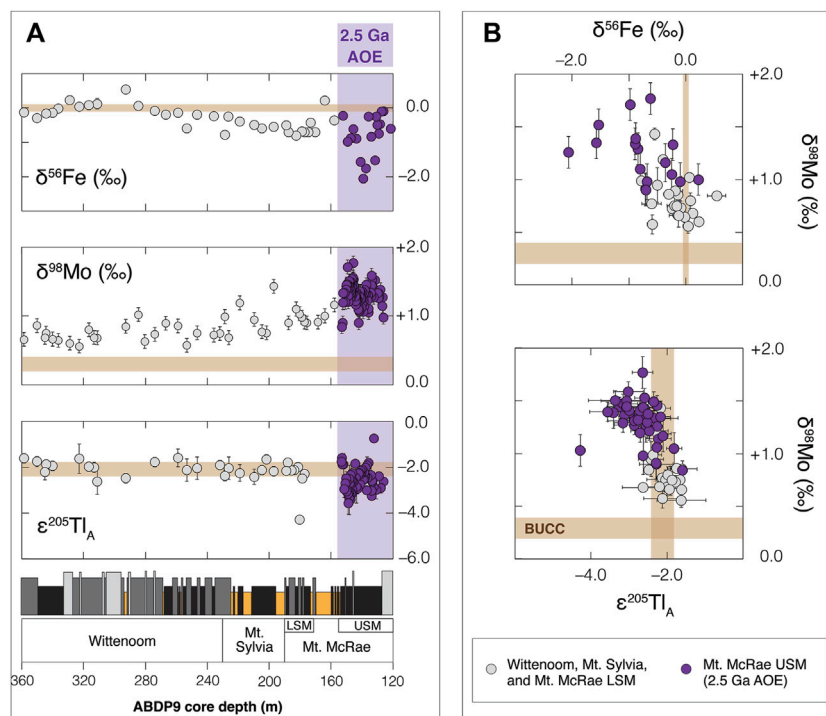 A
2.5 Ga
AOE
0.0
−2.0
δ56Fe (‰)
δ98Mo (‰)
+2.0
+1.0
0.0
0.0
−2.0
−4.0
−6.0
ε205TlA
LSM
USM
Wittenoom
Mt.
Sylvia
Mt. McRae
360 320 280 240 200 160 120
ABDP9 core depth (m)
B
δ56Fe (‰)
−2.0 0.0
+2.0
+1.0
0.0
δ98Mo (‰)
+2.0
+1.0
0.0
δ98Mo (‰)
BUCC
−4.0 −2.0
ε205TlA
Wittenoom, Mt. Sylvia,
and Mt. McRae LSM
Mt. McRae USM
(2.5 Ga AOE)